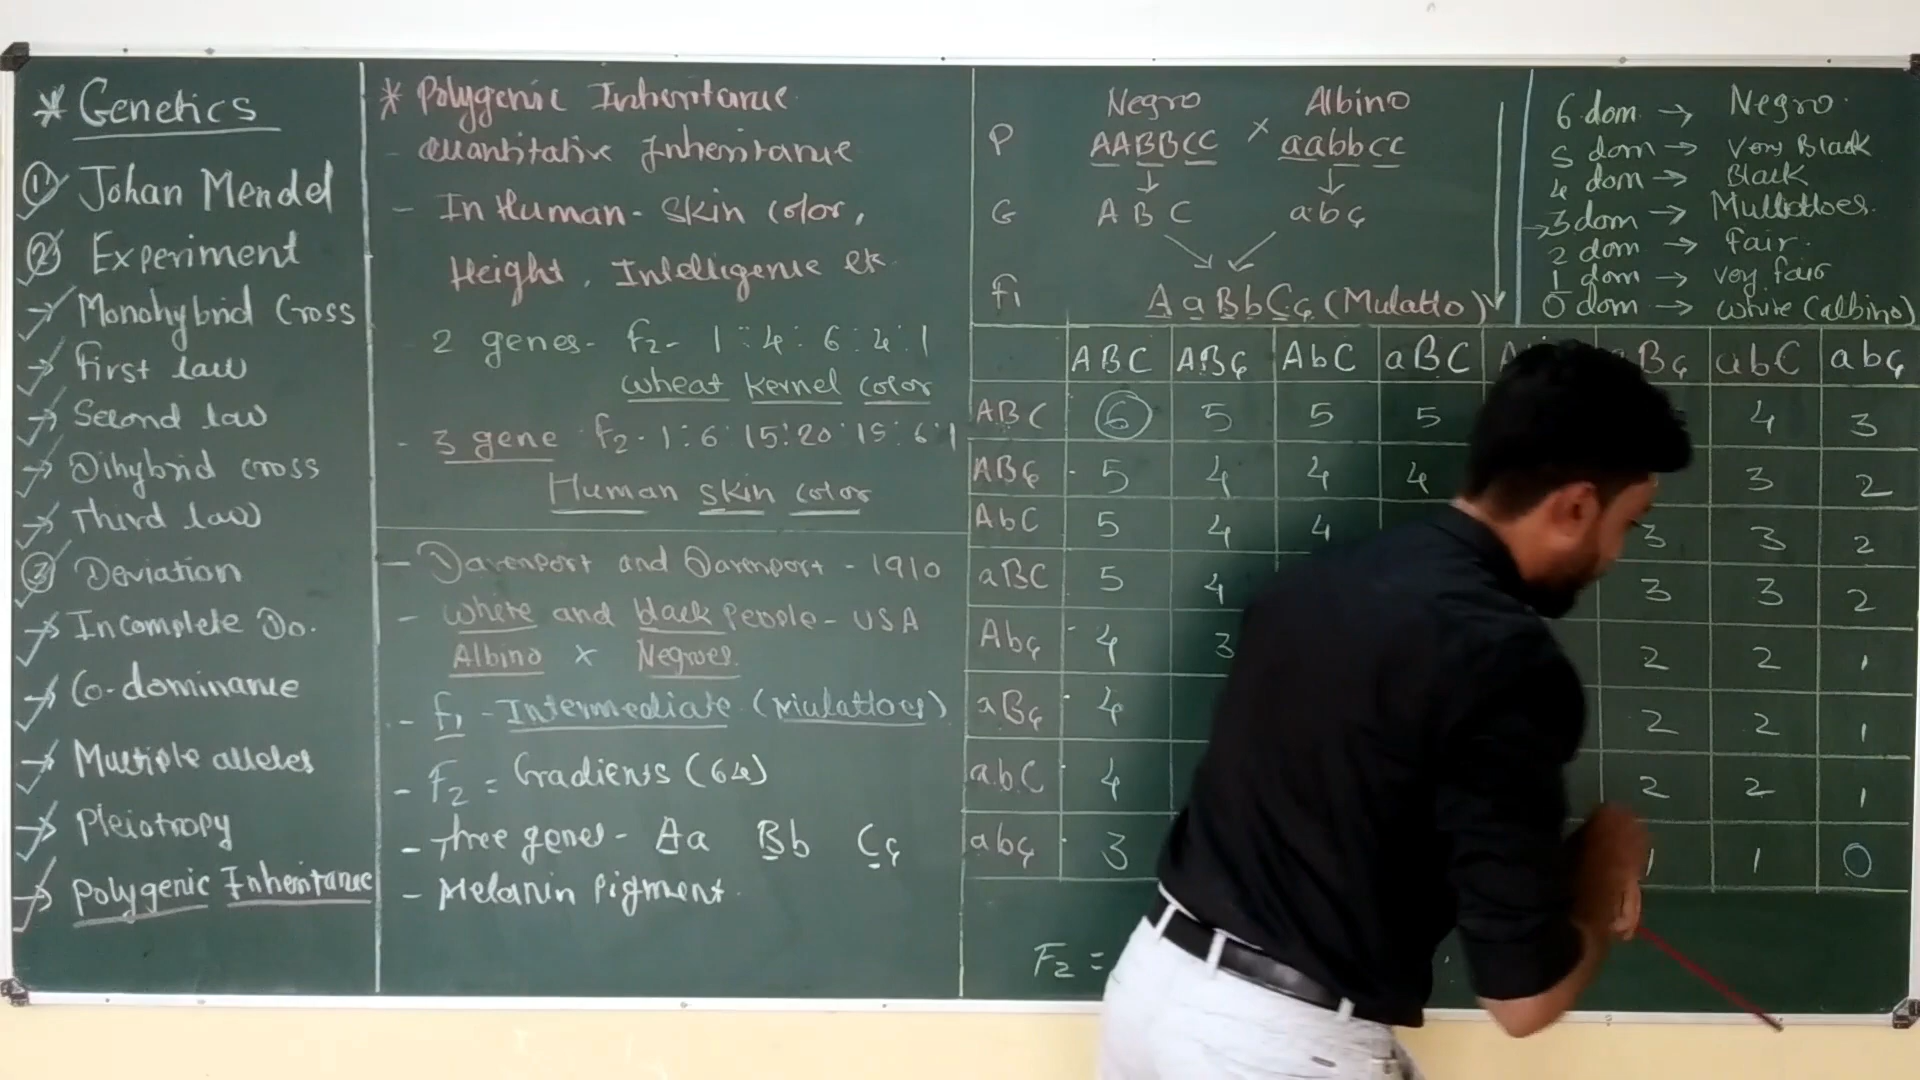 * Genetics
① Johan Mendel
② Experiment
→ Monohybrid Cross
→ First law
→ Second law
→ Dihybrid cross
→ Third law
③ Deviation
→ Incomplete Do.
→ Co-dominance
→ Multiple alleles
→ Pleiotropy
→ Polygenic Inheritance
* Polygenic Inheritance
- Quantitative Inheritance
- In Human - Skin color,
Height, Intelligence etc
2 genes - F2 - 1 : 4 : 6 : 4 : 1
wheat kernel color
- 3 gene F2 - 1 : 6 : 15 : 20 : 15 : 6 : 1
Human skin color
- Davenport and Davenport - 1910
- white and black people - USA
Albino x Negroes
- F1 - Intermediate (Mulattoes)
- F2 = Gradients (64)
- Three genes - Aa Bb Cc
- Melanin pigment.
Negro Albino
P AABBCC × aabbcc
G ABC abc
F1 AaBbCc (Mulatto)
6 dom → Negro
5 dom → Very Black
4 dom → Black
→ 3 dom → Mullattoes
2 dom → Fair
1 dom → very fair
0 dom → white (albino)
ABC ABc AbC aBC aBc abC abc
ABC 6 5 5 5 4 3
ABc 5 4 4 4 3 2
AbC 5 4 4 3 3 2
aBC 5 4 3 3 2
Abc 4 3 2 2 1
aBc 4 2 2 1
abC 4 2 2 1
abc 3 1 1 0
F2 =